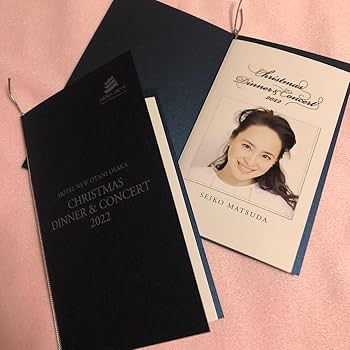 HOTEL NEW OTANI OSAKA
CHRISTMAS
DINNER & CONCERT
2022
Christmas
Dinner & Concert
2022
SEIKO MATSUDA